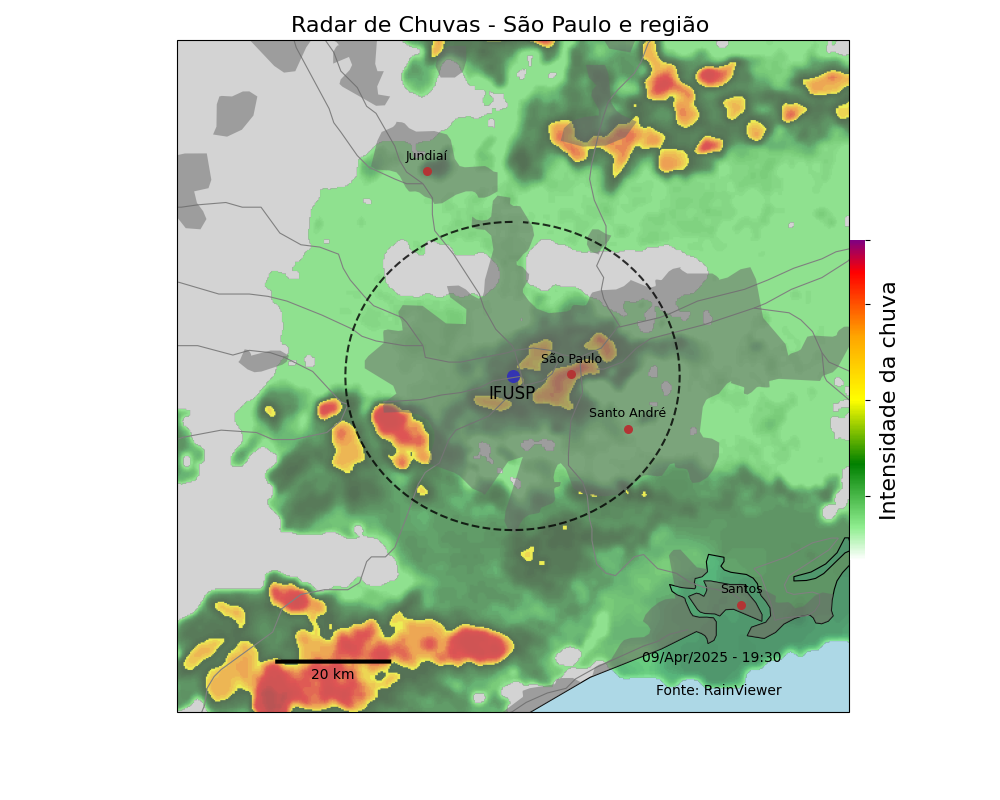 Radar de Chuvas - São Paulo e região
Jundiaí
São Paulo
IFUSP
Santo André
Intensidade da chuva
Santos
09/Apr/2025 - 19:30
20 km
Fonte: RainViewer